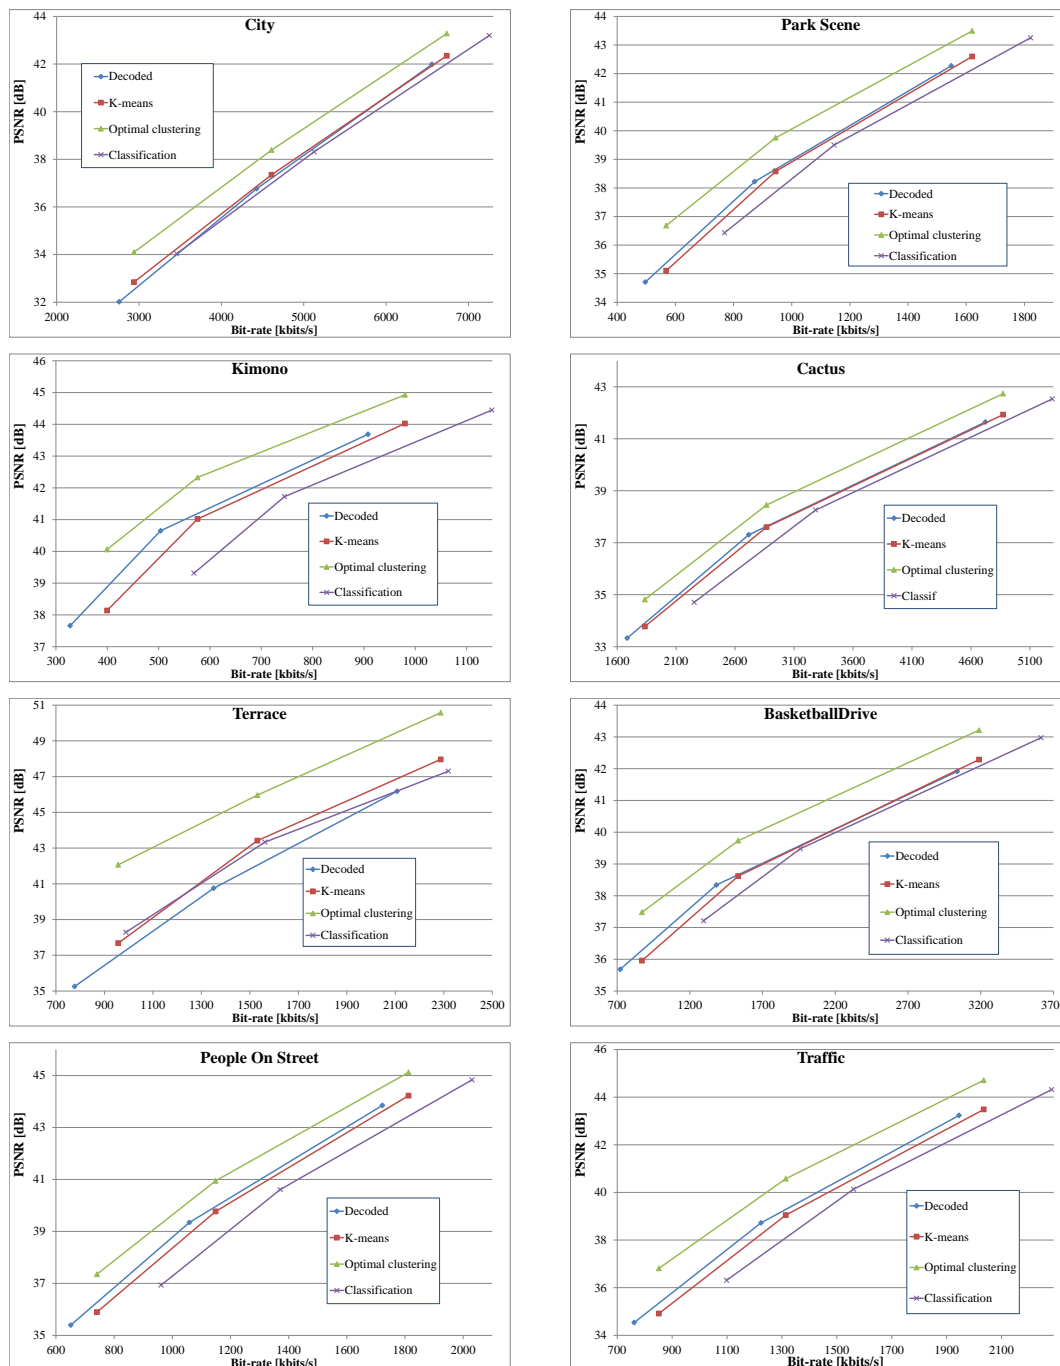 City
PSNR [dB]
44
42
40
38
36
34
32
2000 3000 4000 5000 6000 7000
Bit-rate [kbits/s]
Decoded
K-means
Optimal clustering
Classification
Park Scene
PSNR [dB]
44
43
42
41
40
39
38
37
36
35
34
400 600 800 1000 1200 1400 1600 1800
Bit-rate [kbits/s]
Decoded
K-means
Optimal clustering
Classification
Kimono
PSNR [dB]
46
45
44
43
42
41
40
39
38
37
300 400 500 600 700 800 900 1000 1100
Bit-rate [kbits/s]
Decoded
K-means
Optimal clustering
Classification
Cactus
PSNR [dB]
43
41
39
37
35
33
1600 2100 2600 3100 3600 4100 4600 5100
Bit-rate [kbits/s]
Decoded
K-means
Optimal clustering
Classif
Terrace
PSNR [dB]
51
49
47
45
43
41
39
37
35
700 900 1100 1300 1500 1700 1900 2100 2300 2500
Bit-rate [kbits/s]
Decoded
K-means
Optimal clustering
Classification
BasketballDrive
PSNR [dB]
44
43
42
41
40
39
38
37
36
35
700 1200 1700 2200 2700 3200 370
Bit-rate [kbits/s]
Decoded
K-means
Optimal clustering
Classification
People On Street
PSNR [dB]
45
43
41
39
37
35
600 800 1000 1200 1400 1600 1800 2000
Bit-rate [kbits/s]
Decoded
K-means
Optimal clustering
Classification
Traffic
PSNR [dB]
46
44
42
40
38
36
34
700 900 1100 1300 1500 1700 1900 2100
Bit-rate [kbits/s]
Decoded
K-means
Optimal clustering
Classification